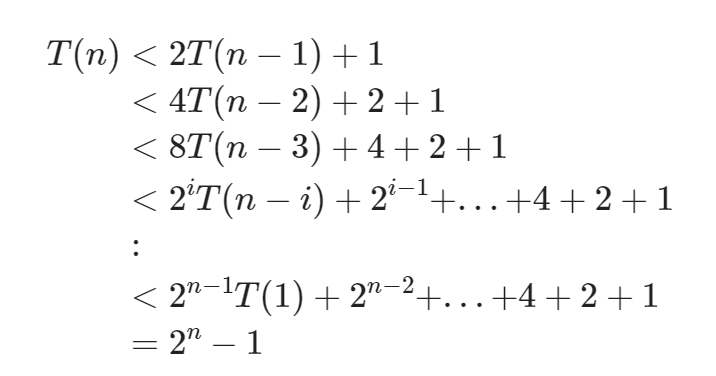 T(n) < 2T(n − 1) + 1
< 4T(n − 2) + 2 + 1
< 8T(n − 3) + 4 + 2 + 1
< 2^i T(n − i) + 2^{i−1}+...+4 + 2 + 1
:
< 2^{n−1}T(1) + 2^{n−2}+...+4 + 2 + 1
= 2^n − 1